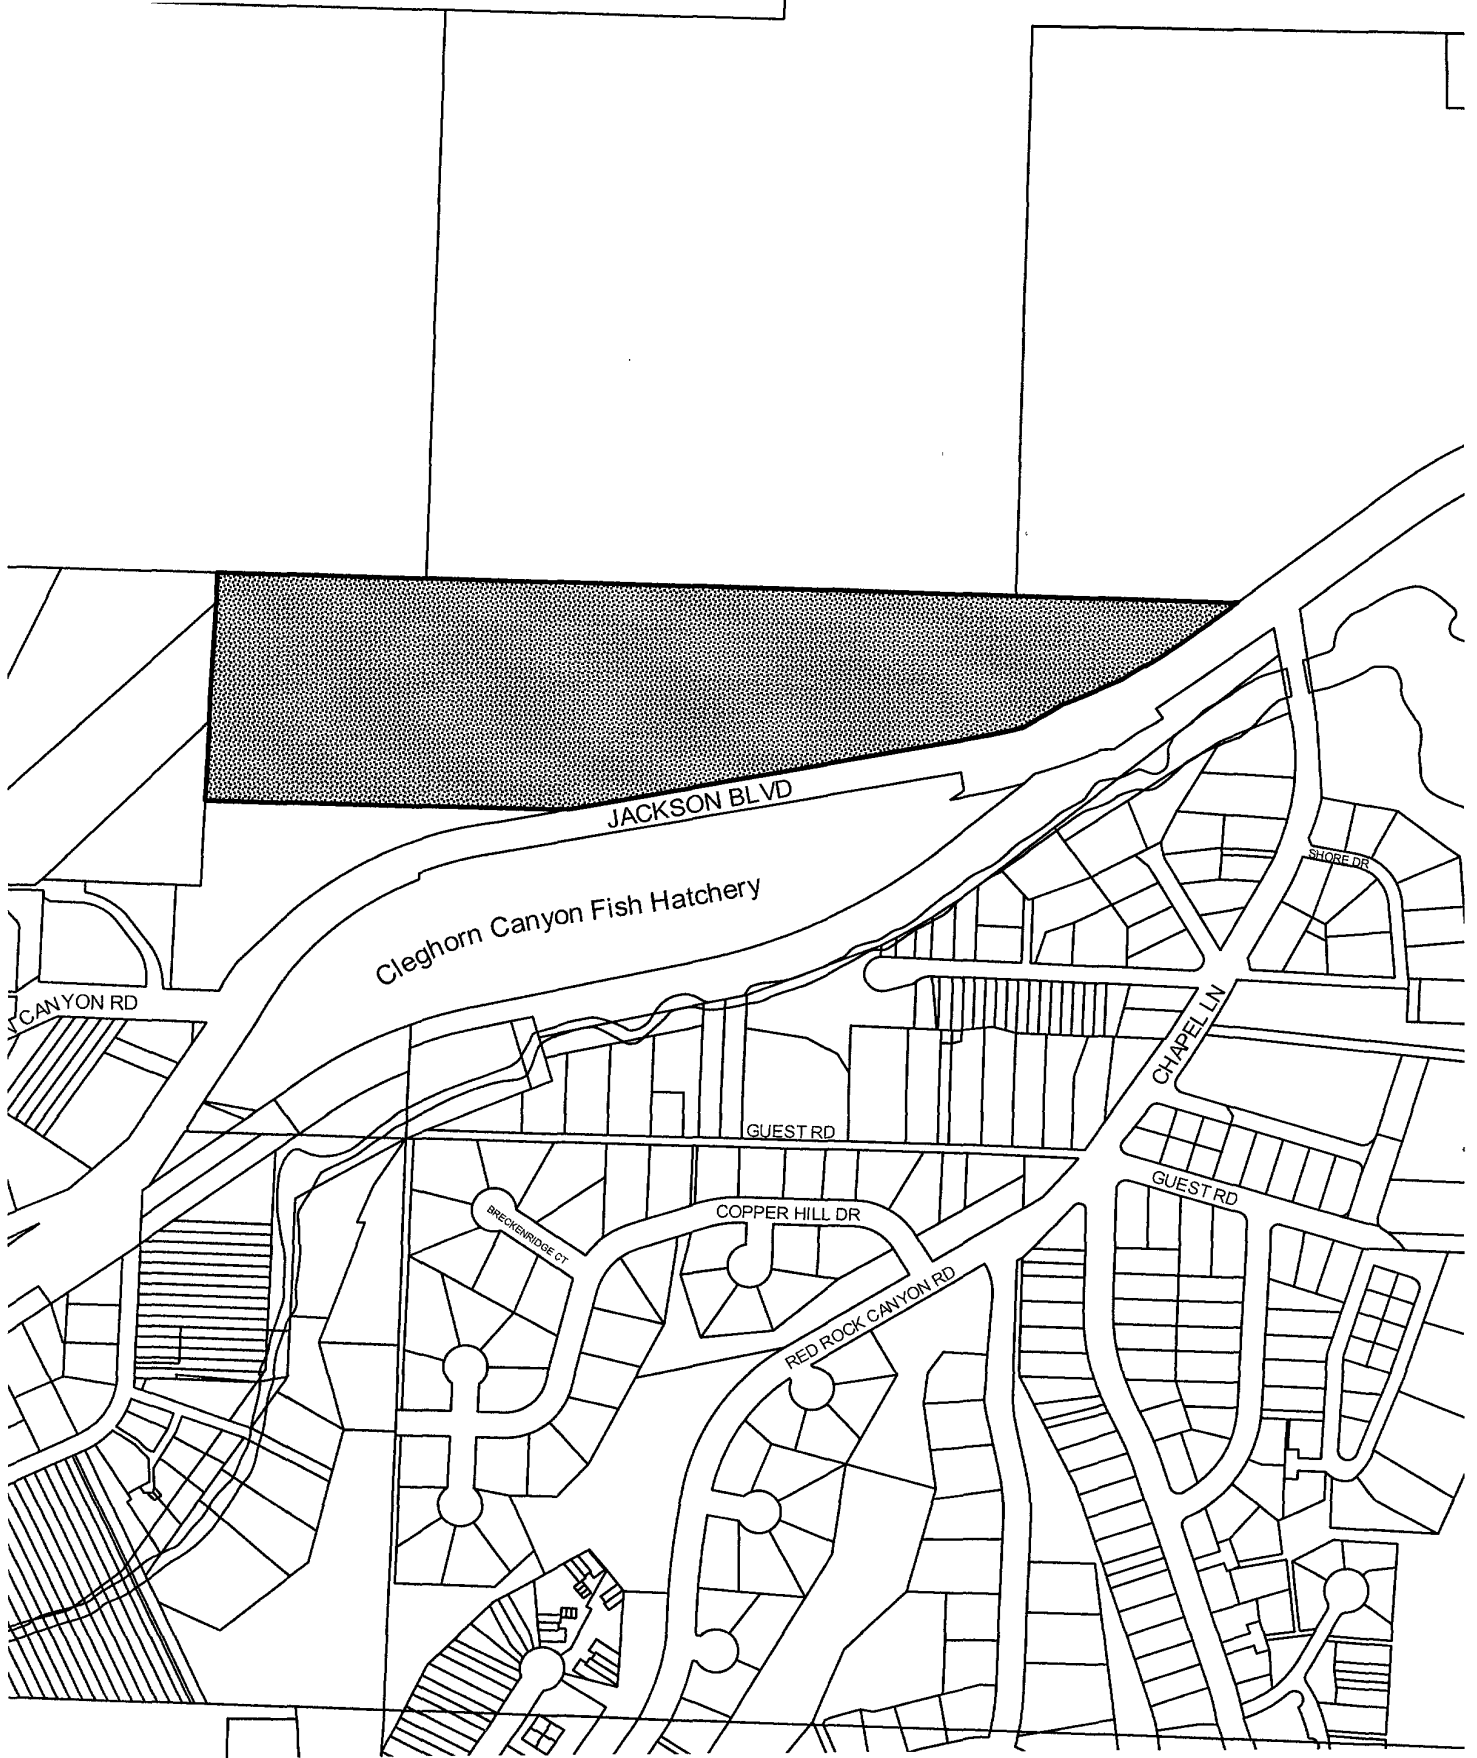 JACKSON BLVD
SHORE DR
Cleghorn Canyon Fish Hatchery
CANYON RD
CHAPEL LN
GUEST RD
GUEST RD
BRECKENRIDGE CT
COPPER HILL DR
RED ROCK CANYON RD